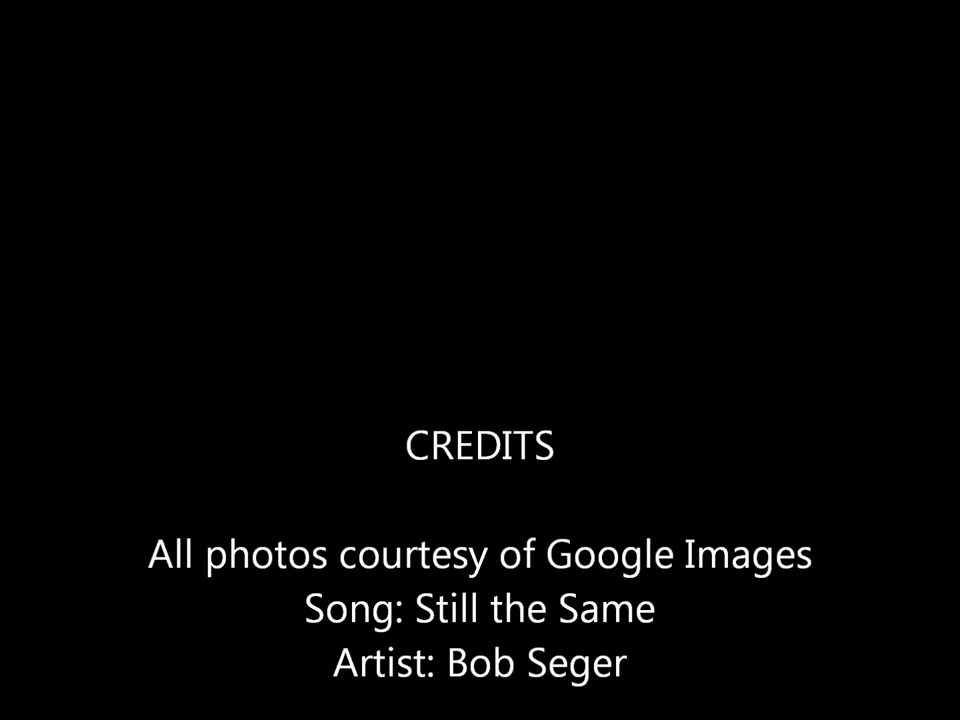 CREDITS
All photos courtesy of Google Images
Song: Still the Same
Artist: Bob Seger